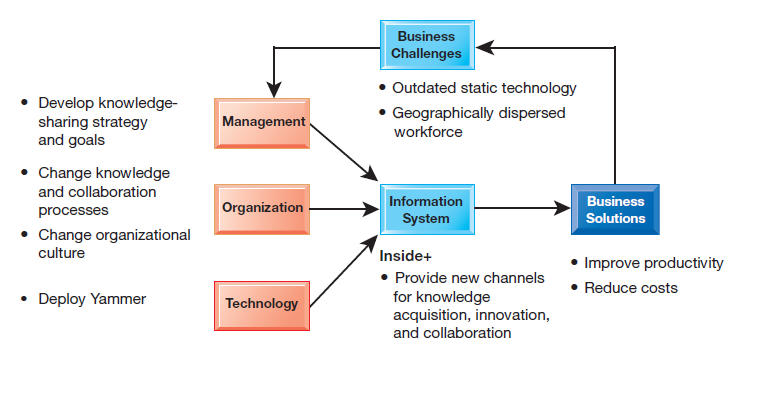 Business
Challenges
• Outdated static technology
• Geographically dispersed
workforce
• Develop knowledge-
sharing strategy
and goals
Management
• Change knowledge
and collaboration
processes
• Change organizational
culture
Organization
Information
System
Business
Solutions
Inside+
• Provide new channels
for knowledge
acquisition, innovation,
and collaboration
• Improve productivity
• Reduce costs
• Deploy Yammer
Technology